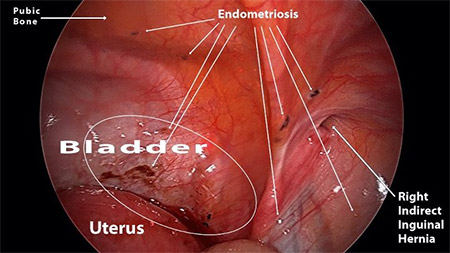 Pubic
Bone
Endometriosis
Bladder
Uterus
Right
Indirect
Inguinal
Hernia